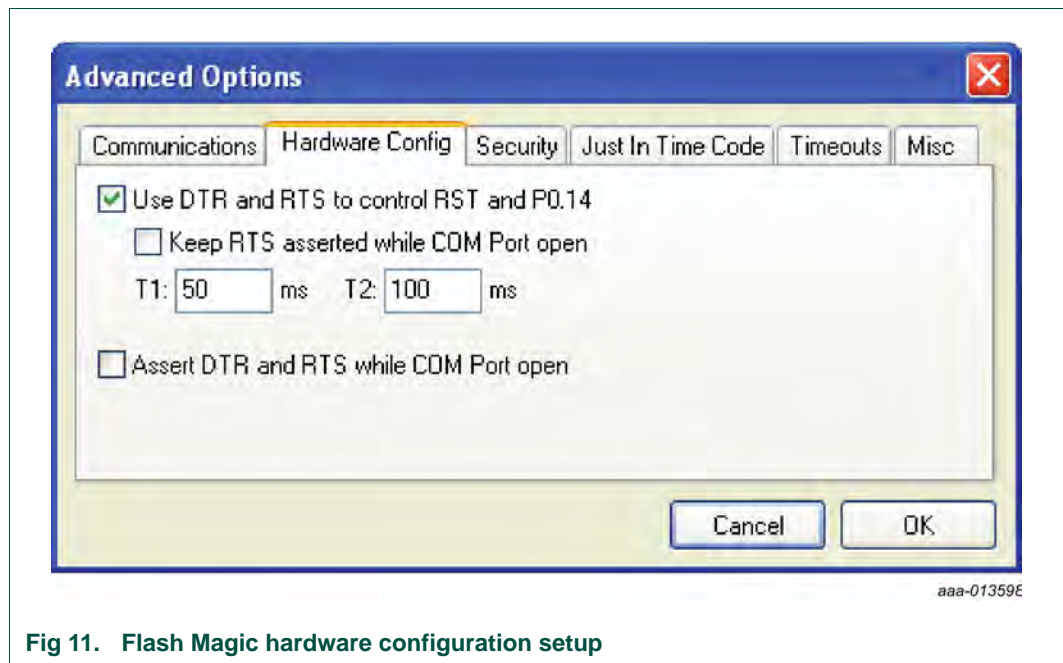 Advanced Options
Communications Hardware Config Security Just In Time Code Timeouts Misc
Use DTR and RTS to control RST and P0.14
Keep RTS asserted while COM Port open
T1: 50 ms T2: 100 ms
Assert DTR and RTS while COM Port open
Cancel OK
aaa-013598
Fig 11. Flash Magic hardware configuration setup